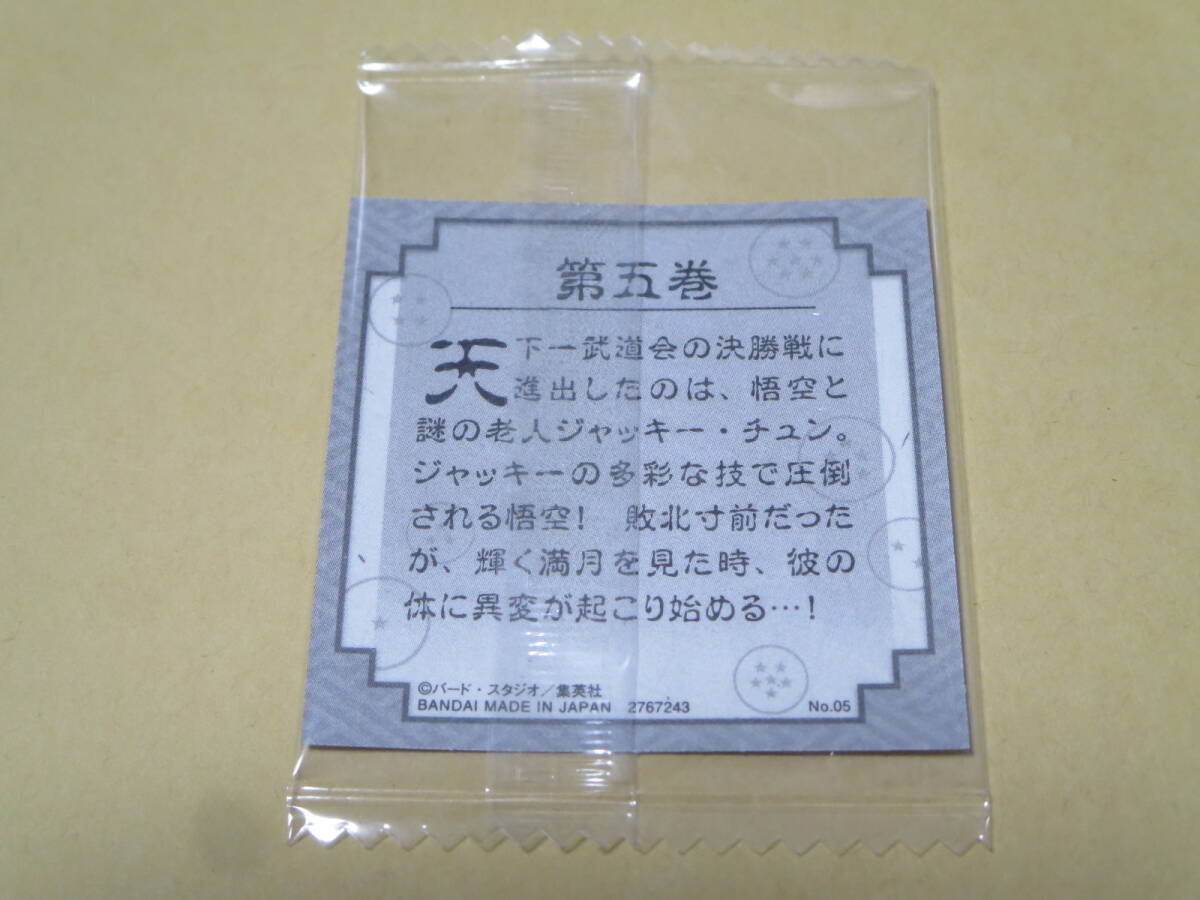 第五巻
天下一武道会の決勝戦に
進出したのは、悟空と
謎の老人ジャッキー・チュン。
ジャッキーの多彩な技で圧倒
される悟空! 敗北寸前だった
が、輝く満月を見た時、彼の
体に異変が起こり始める…!
©バード・スタジオ/集英社
BANDAI MADE IN JAPAN 2767243 No.05